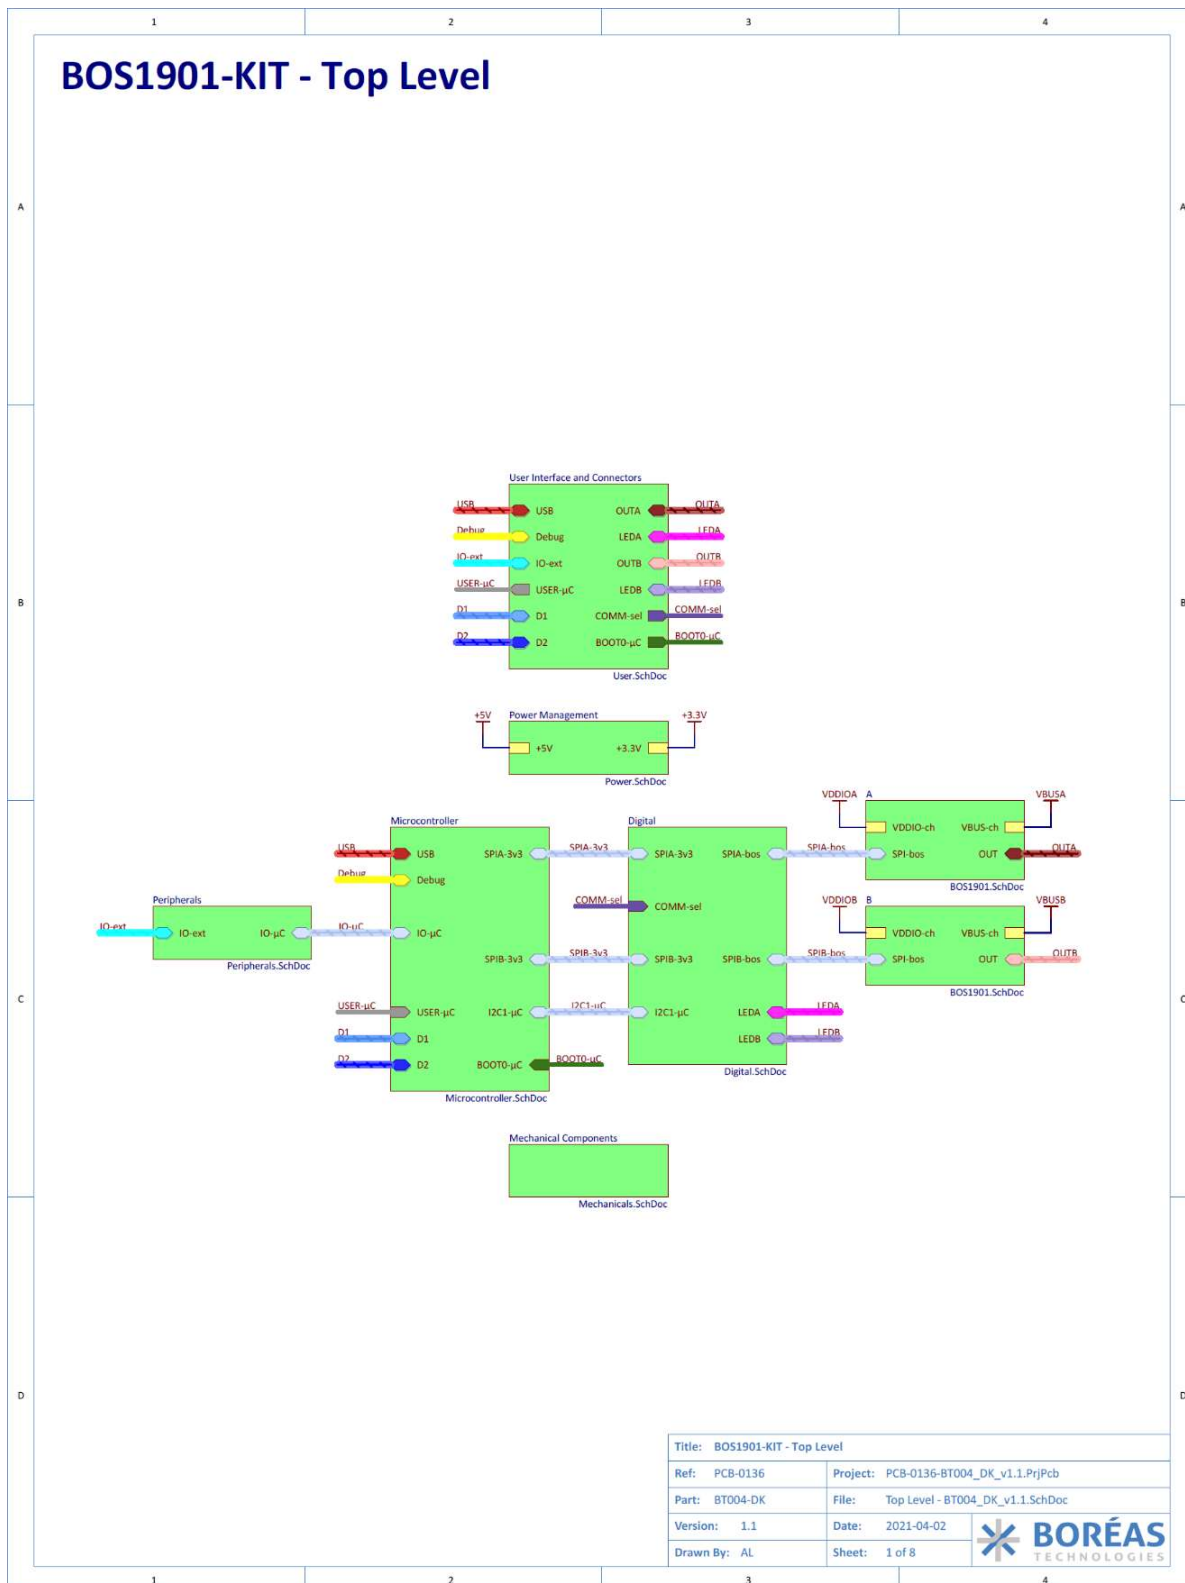 1 2 3 4
BOS1901-KIT - Top Level
A A
User Interface and Connectors
USB USB OUTA OUTA
Debug Debug LEDA LEDA
IO-ext IO-ext OUTB OUTB
USER-µC USER-µC LEDB LEDB
B B
D1 D1 COMM-sel COMM-sel
D2 D2 BOOT0-µC BOOT0-µC
User.SchDoc
+5V Power Management +3.3V
+5V +3.3V
Power.SchDoc
VDDIOA A VBUSA
Microcontroller Digital
VDDIO-ch VBUS-ch
USB USB SPIA-3v3 SPIA-3v3 SPIA-3v3 SPIA-bos SPIA-bos SPI-bos OUT OUTA
Debug Debug
BOS1901.SchDoc
Peripherals COMM-sel COMM-sel VDDIOB B VBUSB
IO-ext IO-ext IO-µC IO-µC IO-µC VDDIO-ch VBUS-ch
Peripherals.SchDoc SPIB-3v3 SPIB-3v3 SPIB-3v3 SPIB-bos SPIB-bos SPI-bos OUT OUTB
BOS1901.SchDoc
C C
USER-µC USER-µC I2C1-µC I2C1-µC I2C1-µC LEDA LEDA
D1 D1 LEDB LEDB
D2 D2 BOOT0-µC BOOT0-µC
Digital.SchDoc
Microcontroller.SchDoc
Mechanical Components
Mechanicals.SchDoc
D D
Title: BOS1901-KIT - Top Level
Ref: PCB-0136 Project: PCB-0136-BT004_DK_v1.1.PrjPcb
Part: BT004-DK File: Top Level - BT004_DK_v1.1.SchDoc
Version: 1.1 Date: 2021-04-02
Drawn By: AL Sheet: 1 of 8
BORÉAS
TECHNOLOGIES
1 2 3 4